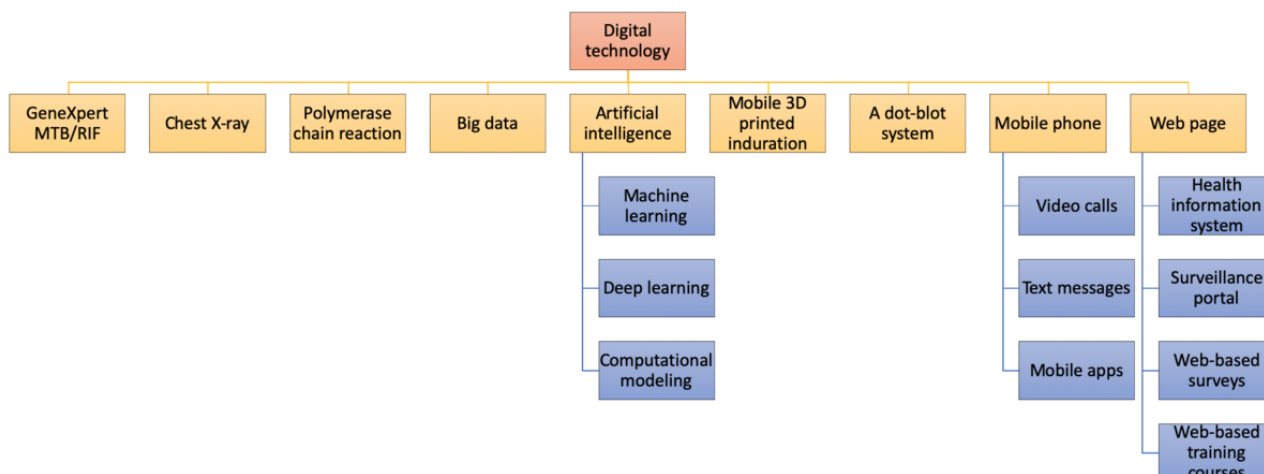 Digital
technology
GeneXpert
MTB/RIF
Chest X-ray
Polymerase
chain reaction
Big data
Artificial
intelligence
Mobile 3D
printed
induration
A dot-blot
system
Mobile phone
Web page
Machine
learning
Deep learning
Computational
modeling
Video calls
Text messages
Mobile apps
Health
information
system
Surveillance
portal
Web-based
surveys
Web-based
training
courses